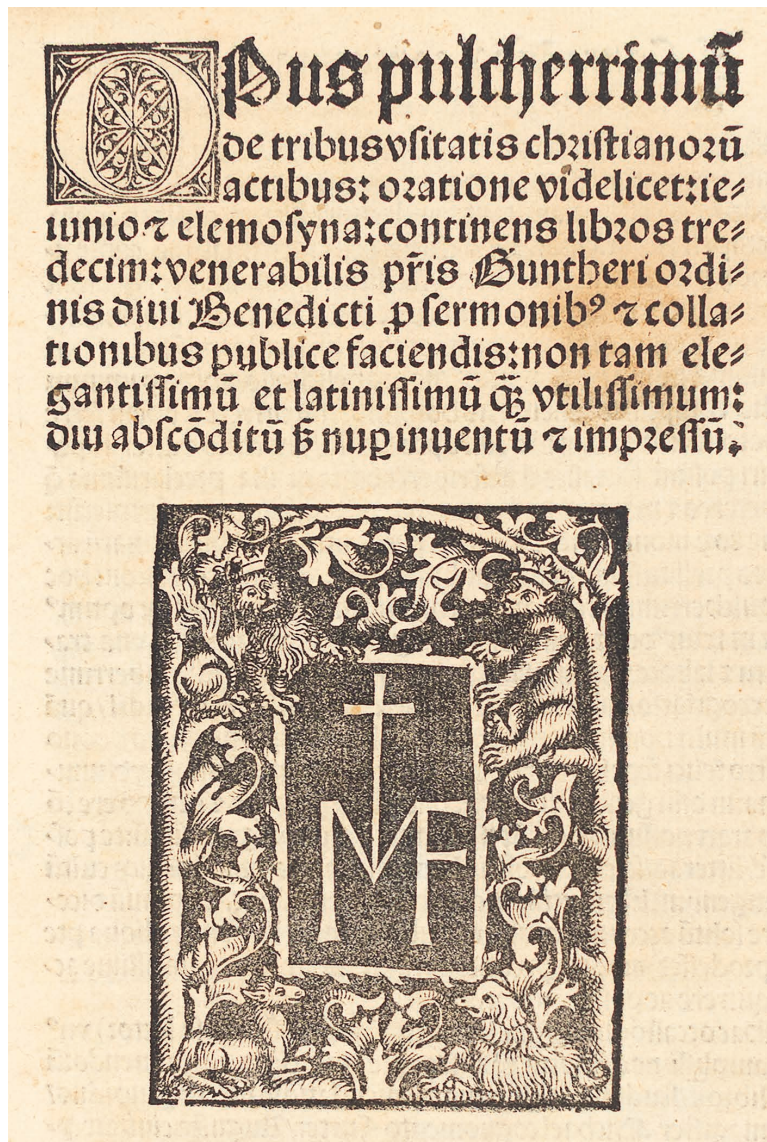 OPus pulcherrimū
de tribus vsitatis christianorū
actibus: oratione videlicet: ie⸗
iunio ⁊ elemosyna: continens libros tre⸗
decim: venerabilis pr̄is Guntheri ordi⸗
nis diui Benedicti ꝑ sermonibꝰ ⁊ colla⸗
tionibus publice faciendis: non tam ele⸗
gantissimū et latinissimū vtilissimum:
diu abscōditū nuꝑ inuentū ⁊ impressū.
MF